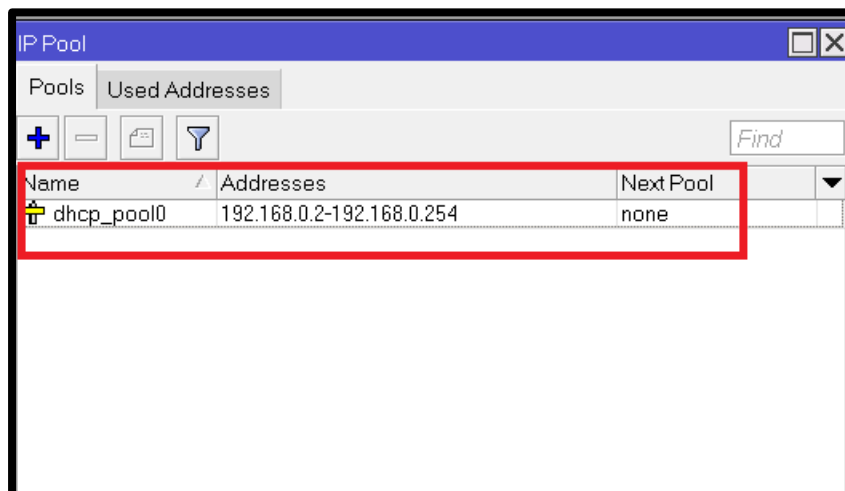 IP Pool
Pools Used Addresses
Find
Name Addresses Next Pool
dhcp_pool0 192.168.0.2-192.168.0.254 none